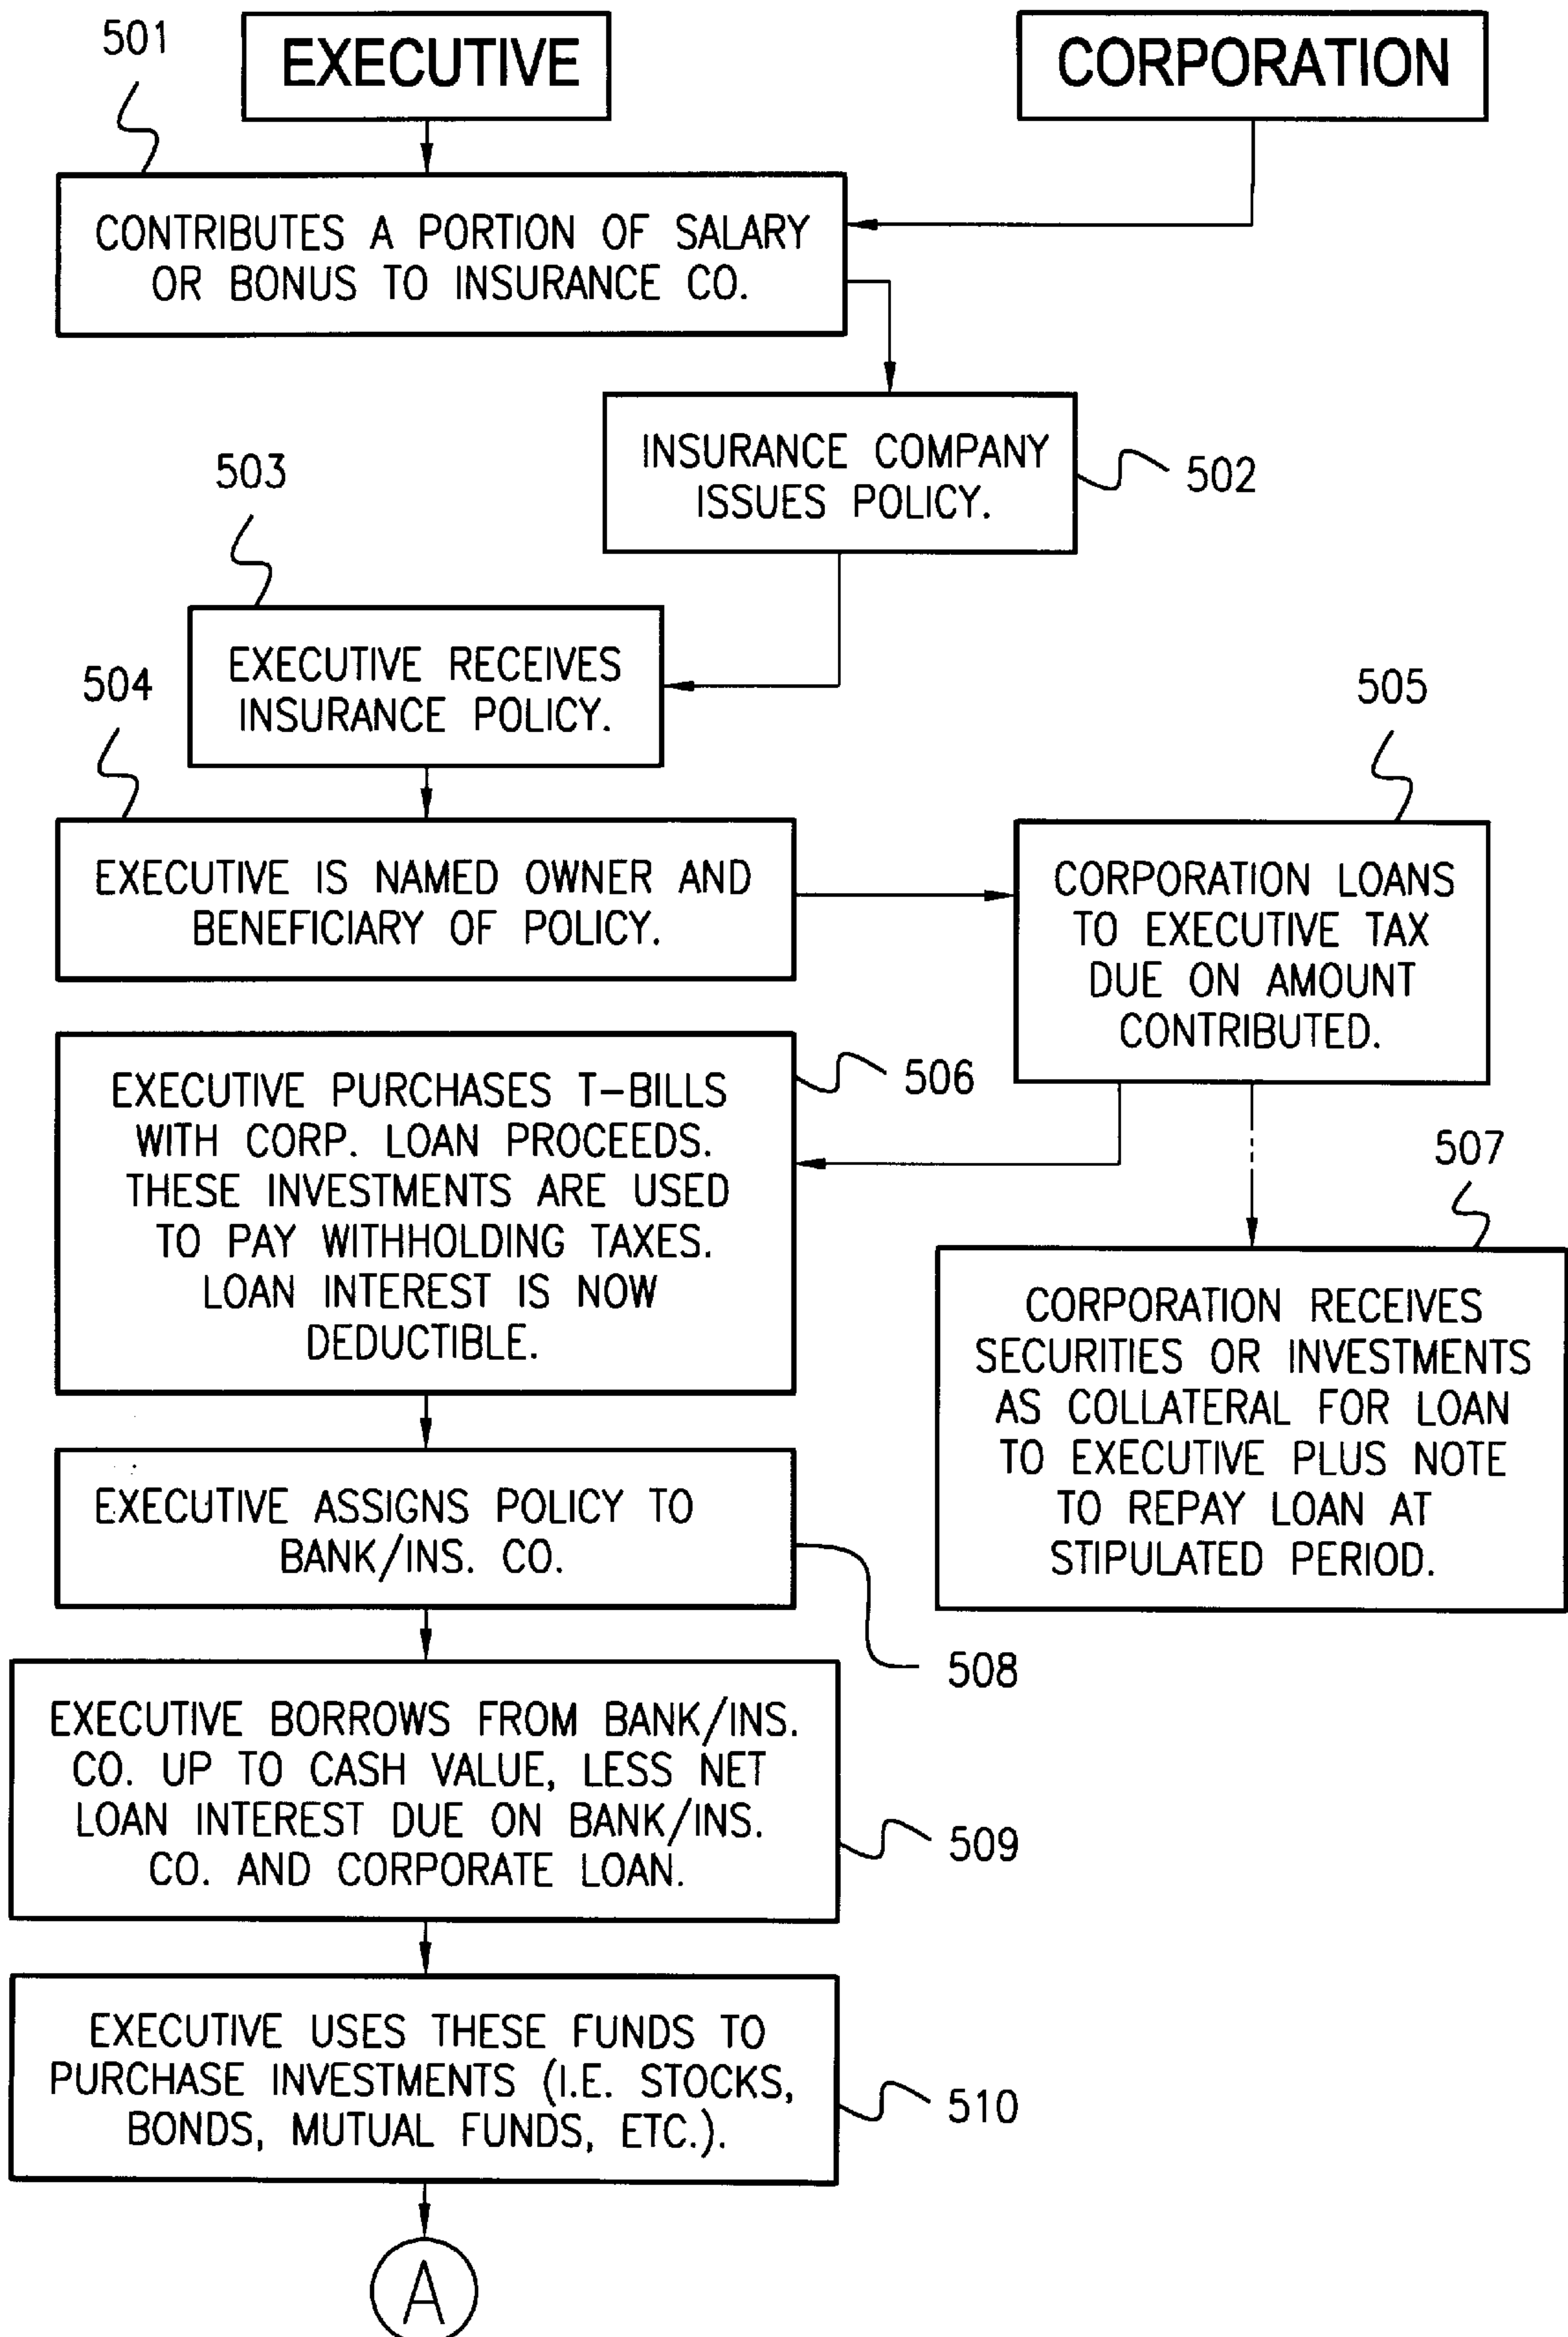 501
EXECUTIVE
CORPORATION
CONTRIBUTES A PORTION OF SALARY
OR BONUS TO INSURANCE CO.
INSURANCE COMPANY
ISSUES POLICY.
502
503
EXECUTIVE RECEIVES
INSURANCE POLICY.
504
EXECUTIVE IS NAMED OWNER AND
BENEFICIARY OF POLICY.
505
CORPORATION LOANS
TO EXECUTIVE TAX
DUE ON AMOUNT
CONTRIBUTED.
EXECUTIVE PURCHASES T-BILLS
WITH CORP. LOAN PROCEEDS.
THESE INVESTMENTS ARE USED
TO PAY WITHHOLDING TAXES.
LOAN INTEREST IS NOW
DEDUCTIBLE.
506
507
CORPORATION RECEIVES
SECURITIES OR INVESTMENTS
AS COLLATERAL FOR LOAN
TO EXECUTIVE PLUS NOTE
TO REPAY LOAN AT
STIPULATED PERIOD.
EXECUTIVE ASSIGNS POLICY TO
BANK/INS. CO.
508
EXECUTIVE BORROWS FROM BANK/INS.
CO. UP TO CASH VALUE, LESS NET
LOAN INTEREST DUE ON BANK/INS.
CO. AND CORPORATE LOAN.
509
EXECUTIVE USES THESE FUNDS TO
PURCHASE INVESTMENTS (I.E. STOCKS,
BONDS, MUTUAL FUNDS, ETC.).
510
A